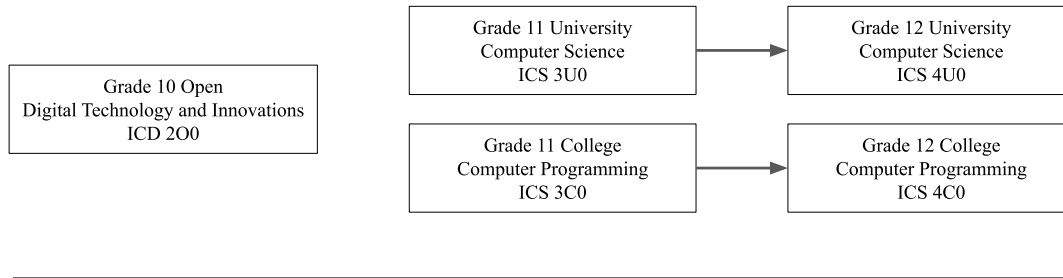 Grade 10 Open
Digital Technology and Innovations
ICD 2O0
Grade 11 University
Computer Science
ICS 3U0
Grade 12 University
Computer Science
ICS 4U0
Grade 11 College
Computer Programming
ICS 3C0
Grade 12 College
Computer Programming
ICS 4C0